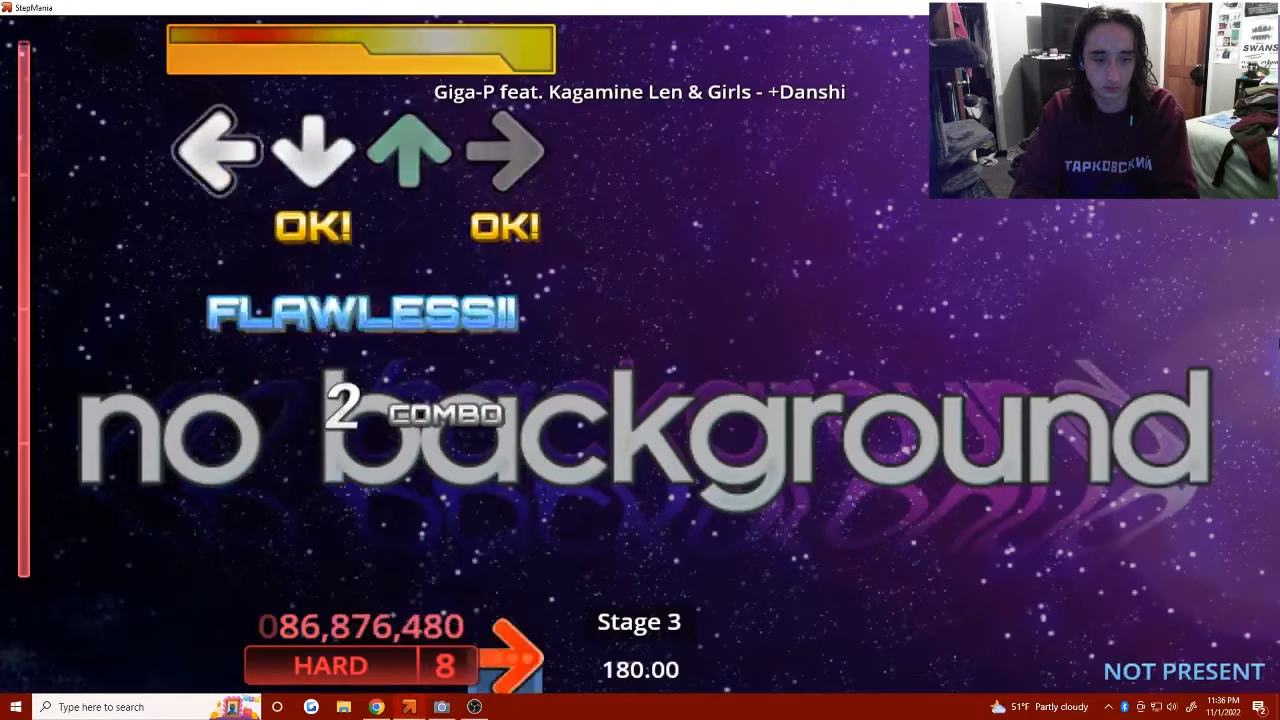 StepMania
Giga-P feat. Kagamine Len & Girls - +Danshi
SWANS
ТАРКОВСКИЙ
OK! OK!
FLAWLESS!!
2 COMBO
no background
086,876,480
HARD 8
Stage 3
180.00
NOT PRESENT
Type here to search
51°F Partly cloudy
11:36 PM
11/1/2022
2